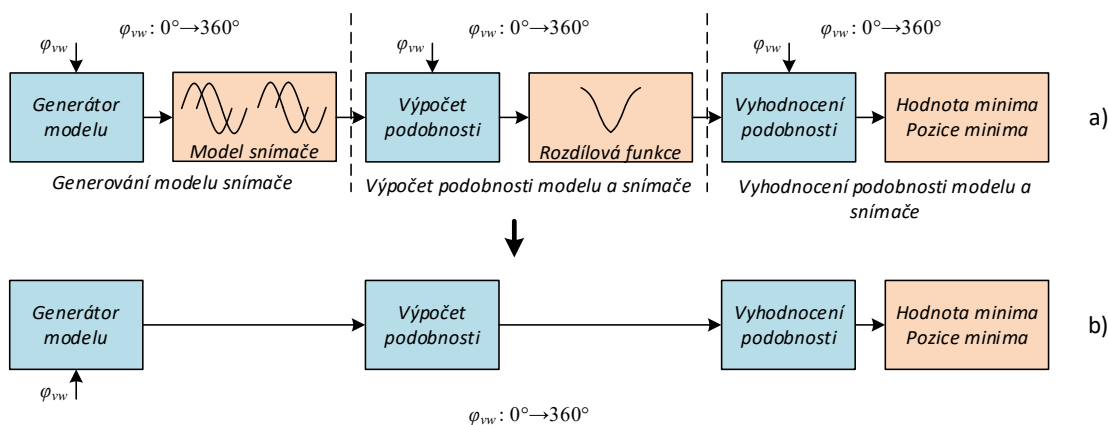 φvw : 0°→360°
φvw : 0°→360°
φvw : 0°→360°
φvw
φvw
φvw
Generátor
modelu
Model snímače
Výpočet
podobnosti
Rozdílová funkce
Vyhodnocení
podobnosti
Hodnota minima
Pozice minima
a)
Generování modelu snímače
Výpočet podobnosti modelu a snímače
Vyhodnocení podobnosti modelu a
snímače
Generátor
modelu
Výpočet
podobnosti
Vyhodnocení
podobnosti
Hodnota minima
Pozice minima
b)
φvw
φvw : 0°→360°